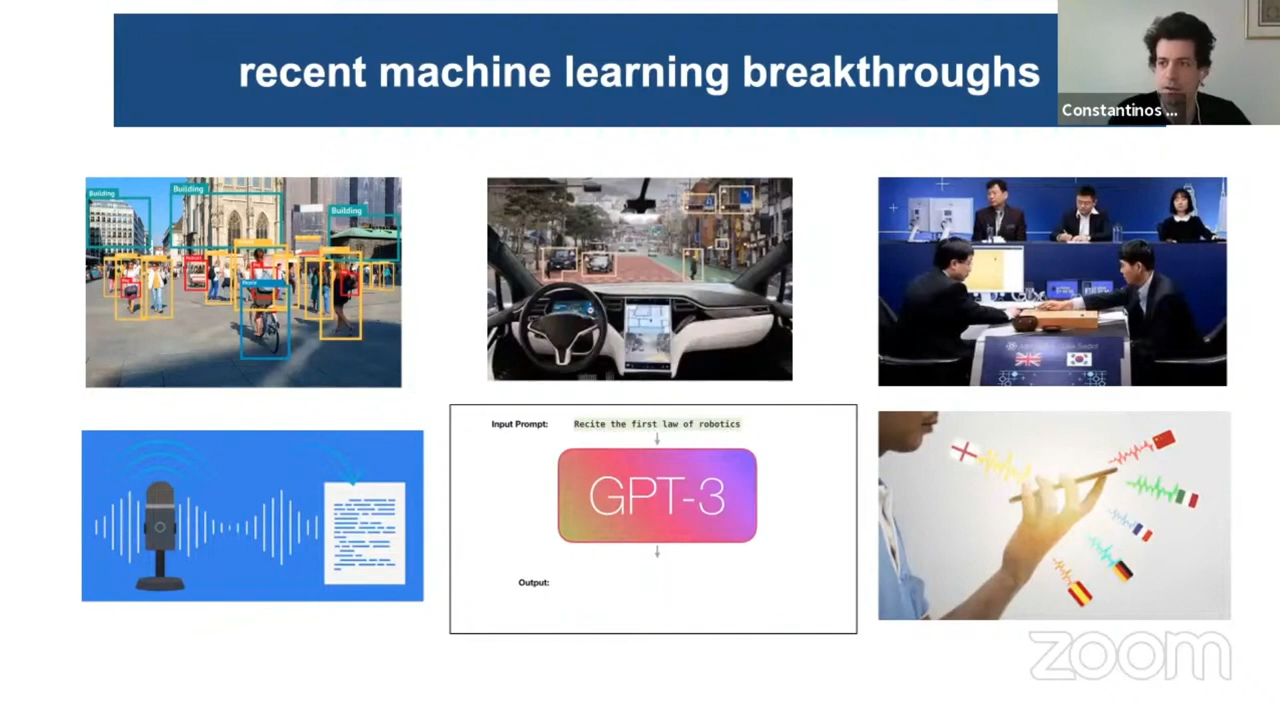 recent machine learning breakthroughs
Constantinos ...
Building
Building
Building
Input Prompt: Recite the first law of robotics
GPT-3
Output:
zoom